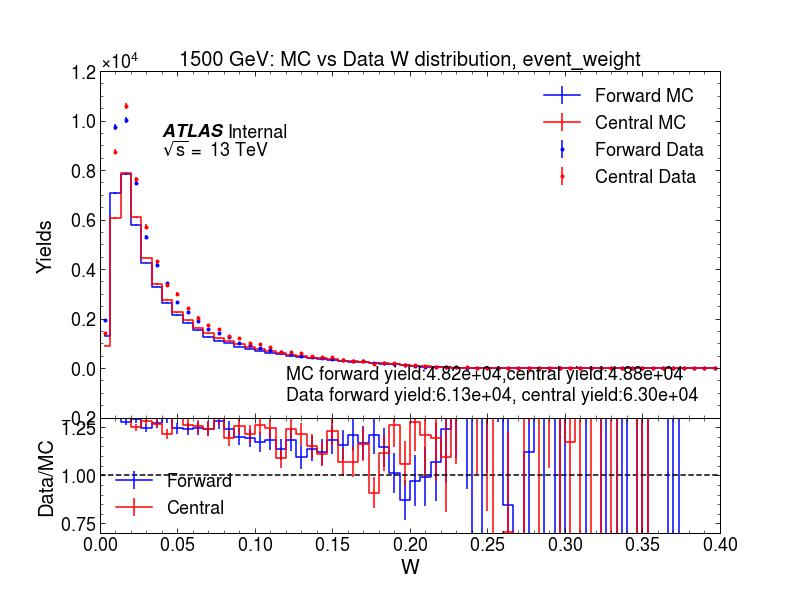 ×10⁴
1500 GeV: MC vs Data W distribution, event_weight
1.2
1.0
0.8
0.6
0.4
0.2
0.0
0.2
Yields
ATLAS Internal
√s = 13 TeV
Forward MC
Central MC
Forward Data
Central Data
MC forward yield:4.82e+04,central yield:4.88e+04
Data forward yield:6.13e+04, central yield:6.30e+04
1.25
1.00
0.75
Data/MC
Forward
Central
0.00 0.05 0.10 0.15 0.20 0.25 0.30 0.35 0.40
W